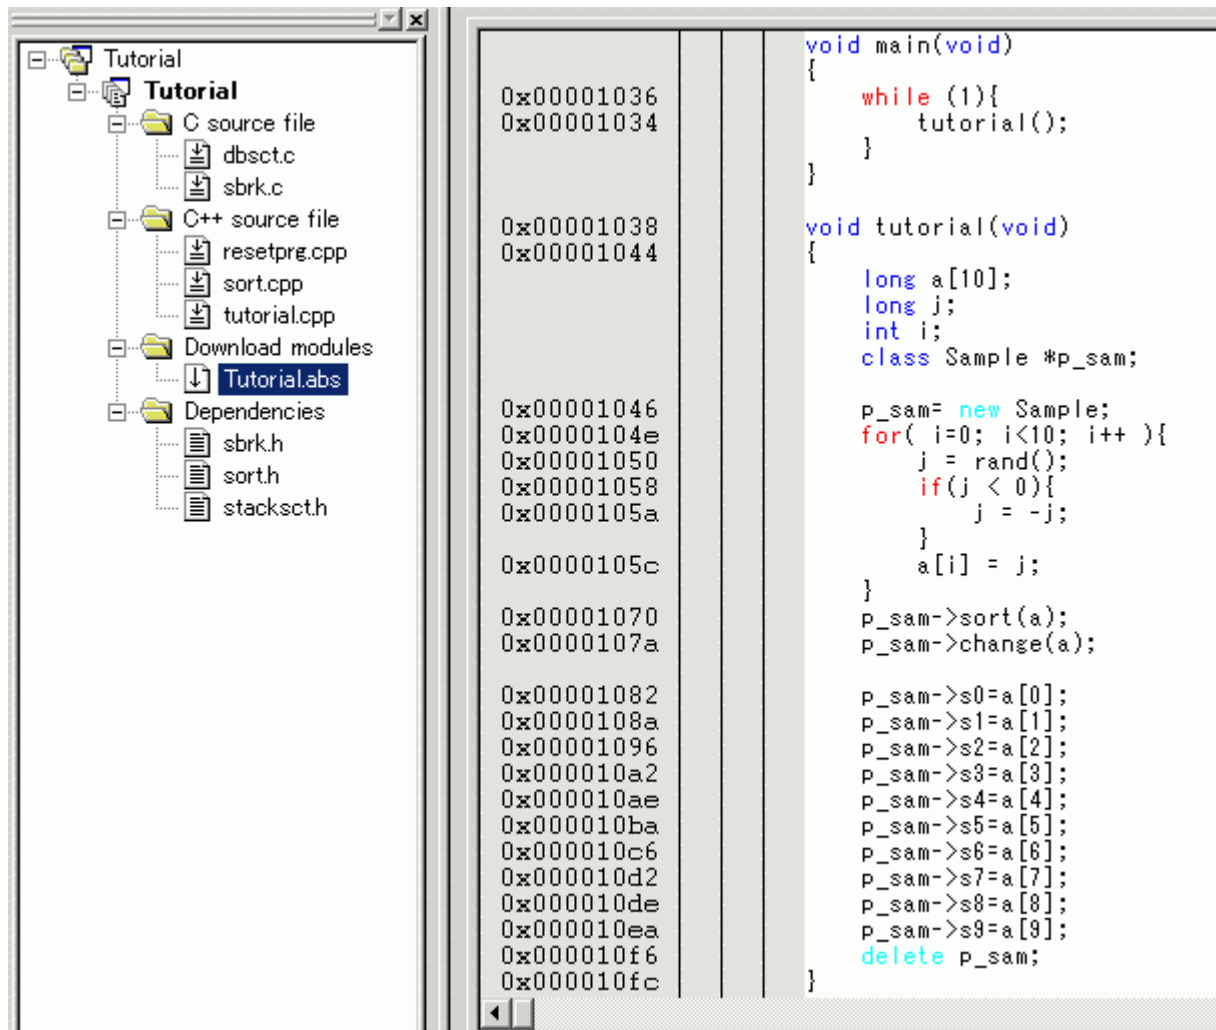 Tutorial
Tutorial
C source file
dbsct.c
sbrk.c
C++ source file
resetprg.cpp
sort.cpp
tutorial.cpp
Download modules
Tutorial.abs
Dependencies
sbrk.h
sort.h
stacksct.h
void main(void)
{
0x00001036 while (1){
0x00001034 tutorial();
}
}
0x00001038 void tutorial(void)
0x00001044 {
long a[10];
long j;
int i;
class Sample *p_sam;
0x00001046 p_sam= new Sample;
0x0000104e for( i=0; i<10; i++ ){
0x00001050 j = rand();
0x00001058 if(j < 0){
0x0000105a j = -j;
}
0x0000105c a[i] = j;
}
0x00001070 p_sam->sort(a);
0x0000107a p_sam->change(a);
0x00001082 p_sam->s0=a[0];
0x0000108a p_sam->s1=a[1];
0x00001096 p_sam->s2=a[2];
0x000010a2 p_sam->s3=a[3];
0x000010ae p_sam->s4=a[4];
0x000010ba p_sam->s5=a[5];
0x000010c6 p_sam->s6=a[6];
0x000010d2 p_sam->s7=a[7];
0x000010de p_sam->s8=a[8];
0x000010ea p_sam->s9=a[9];
0x000010f6 delete p_sam;
0x000010fc }